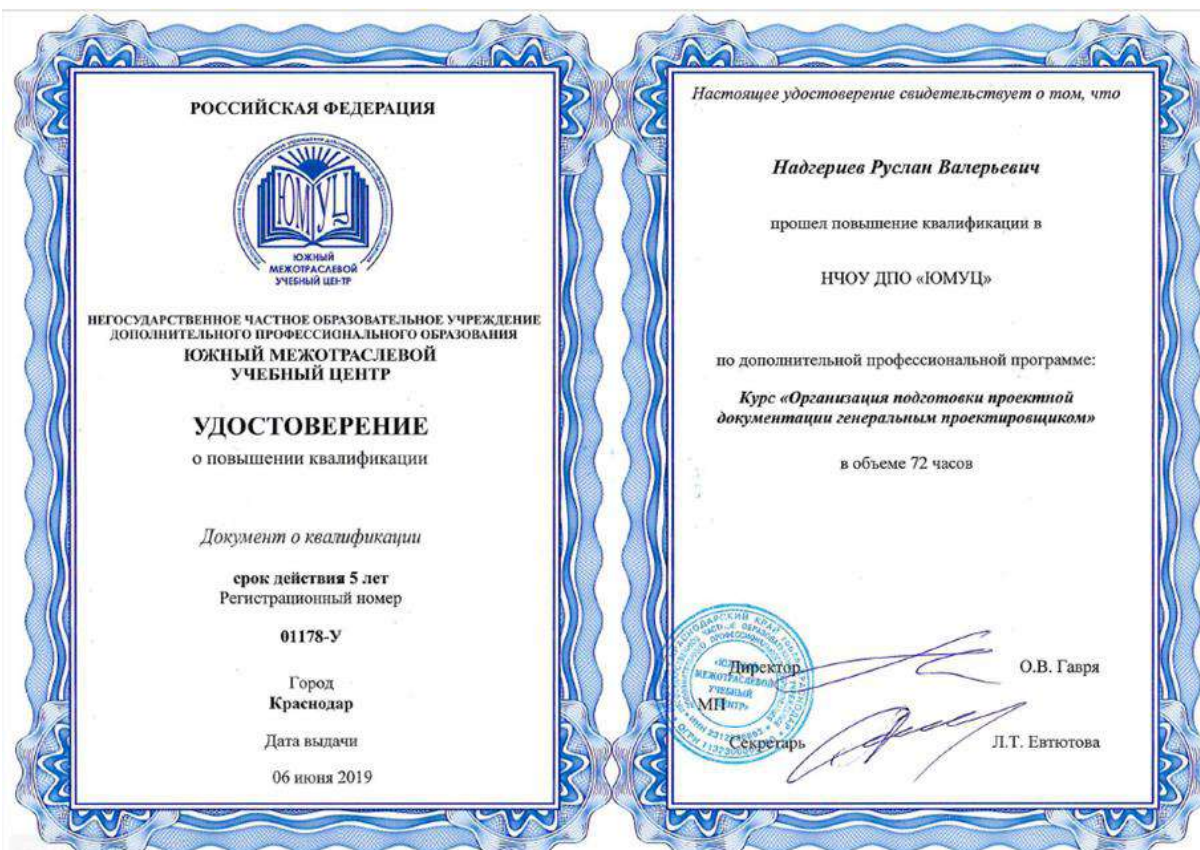 РОССИЙСКАЯ ФЕДЕРАЦИЯ
ЮМУЦ
ЮЖНЫЙ
МЕЖОТРАСЛЕВОЙ
УЧЕБНЫЙ ЦЕНТР
НЕГОСУДАРСТВЕННОЕ ЧАСТНОЕ ОБРАЗОВАТЕЛЬНОЕ УЧРЕЖДЕНИЕ
ДОПОЛНИТЕЛЬНОГО ПРОФЕССИОНАЛЬНОГО ОБРАЗОВАНИЯ
ЮЖНЫЙ МЕЖОТРАСЛЕВОЙ
УЧЕБНЫЙ ЦЕНТР
УДОСТОВЕРЕНИЕ
о повышении квалификации
Документ о квалификации
срок действия 5 лет
Регистрационный номер
01178-У
Город
Краснодар
Дата выдачи
06 июня 2019
Настоящее удостоверение свидетельствует о том, что
Надгериев Руслан Валерьевич
прошел повышение квалификации в
НЧОУ ДПО «ЮМУЦ»
по дополнительной профессиональной программе:
Курс «Организация подготовки проектной
документации генеральным проектировщиком»
в объеме 72 часов
Директор О.В. Гавря
МП
Секретарь Л.Т. Евтютова
МЕЖОТРАСЛЕВОЙ
УЧЕБНЫЙ